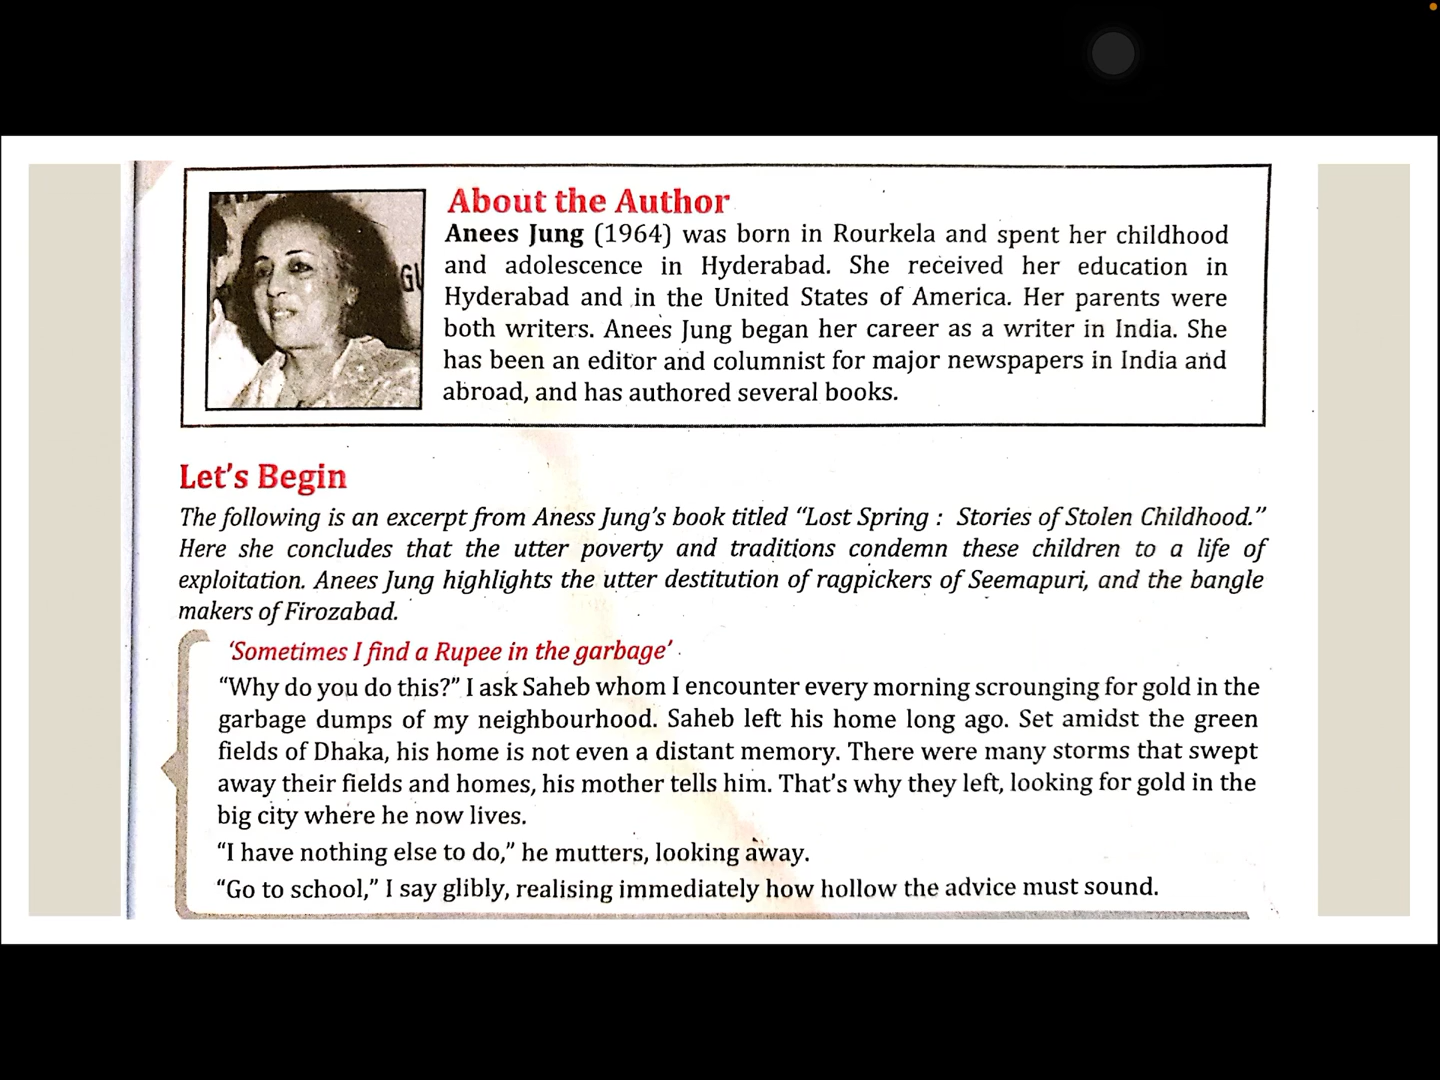 About the Author
Anees Jung (1964) was born in Rourkela and spent her childhood
and adolescence in Hyderabad. She received her education in
Hyderabad and in the United States of America. Her parents were
both writers. Anees Jung began her career as a writer in India. She
has been an editor and columnist for major newspapers in India and
abroad, and has authored several books.
GU
Let's Begin
The following is an excerpt from Aness Jung's book titled “Lost Spring : Stories of Stolen Childhood.”
Here she concludes that the utter poverty and traditions condemn these children to a life of
exploitation. Anees Jung highlights the utter destitution of ragpickers of Seemapuri, and the bangle
makers of Firozabad.
‘Sometimes I find a Rupee in the garbage’
“Why do you do this?” I ask Saheb whom I encounter every morning scrounging for gold in the
garbage dumps of my neighbourhood. Saheb left his home long ago. Set amidst the green
fields of Dhaka, his home is not even a distant memory. There were many storms that swept
away their fields and homes, his mother tells him. That's why they left, looking for gold in the
big city where he now lives.
“I have nothing else to do,” he mutters, looking away.
“Go to school,” I say glibly, realising immediately how hollow the advice must sound.